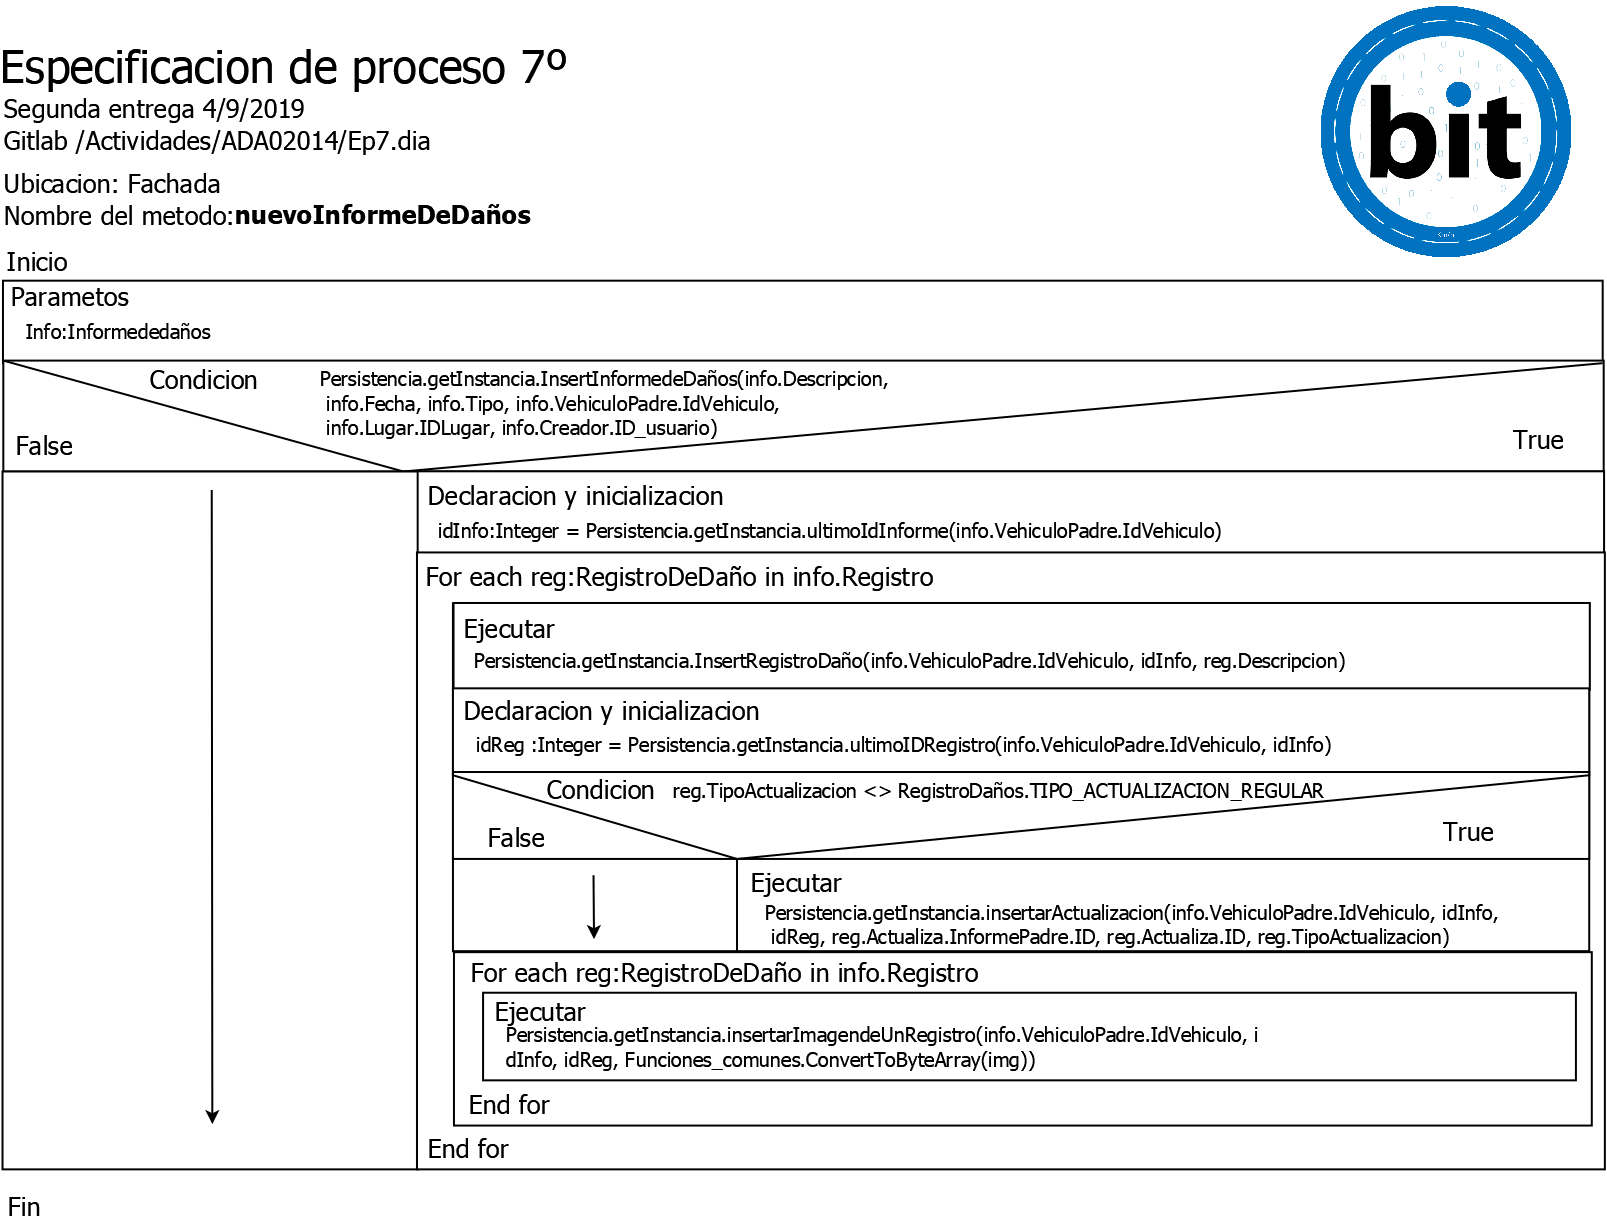 Especificacion de proceso 7º
Segunda entrega 4/9/2019
Gitlab /Actividades/ADA02014/Ep7.dia
Ubicacion: Fachada
Nombre del metodo:nuevoInformeDeDaños
bit
Inicio
Parametos
Info:Informededaños
Condicion
Persistencia.getInstancia.InsertInformedeDaños(info.Descripcion,
info.Fecha, info.Tipo, info.VehiculoPadre.IdVehiculo,
info.Lugar.IDLugar, info.Creador.ID_usuario)
False
True
Declaracion y inicializacion
idInfo:Integer = Persistencia.getInstancia.ultimoIdInforme(info.VehiculoPadre.IdVehiculo)
For each reg:RegistroDeDaño in info.Registro
Ejecutar
Persistencia.getInstancia.InsertRegistroDaño(info.VehiculoPadre.IdVehiculo, idInfo, reg.Descripcion)
Declaracion y inicializacion
idReg :Integer = Persistencia.getInstancia.ultimoIDRegistro(info.VehiculoPadre.IdVehiculo, idInfo)
Condicion reg.TipoActualizacion <> RegistroDaños.TIPO_ACTUALIZACION_REGULAR
False
True
Ejecutar
Persistencia.getInstancia.insertarActualizacion(info.VehiculoPadre.IdVehiculo, idInfo,
idReg, reg.Actualiza.InformePadre.ID, reg.Actualiza.ID, reg.TipoActualizacion)
For each reg:RegistroDeDaño in info.Registro
Ejecutar
Persistencia.getInstancia.insertarImagendeUnRegistro(info.VehiculoPadre.IdVehiculo, i
dInfo, idReg, Funciones_comunes.ConvertToByteArray(img))
End for
End for
Fin